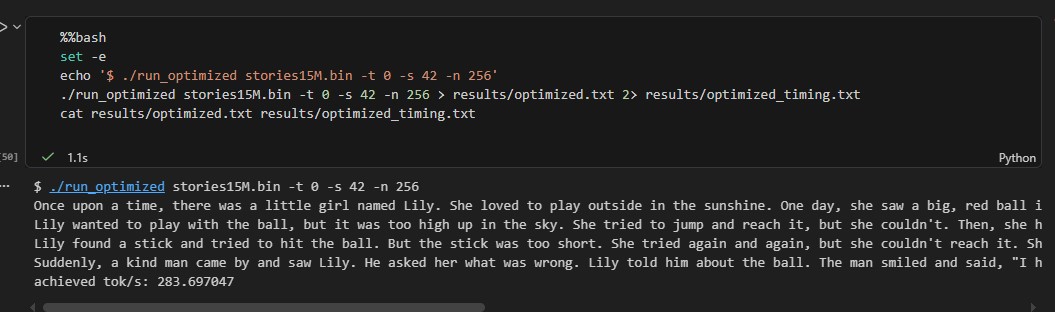 %%bash
set -e
echo '$ ./run_optimized stories15M.bin -t 0 -s 42 -n 256'
./run_optimized stories15M.bin -t 0 -s 42 -n 256 > results/optimized.txt 2> results/optimized_timing.txt
cat results/optimized.txt results/optimized_timing.txt
[50]
1.1s
Python
$ ./run_optimized stories15M.bin -t 0 -s 42 -n 256
Once upon a time, there was a little girl named Lily. She loved to play outside in the sunshine. One day, she saw a big, red ball i
Lily wanted to play with the ball, but it was too high up in the sky. She tried to jump and reach it, but she couldn't. Then, she h
Lily found a stick and tried to hit the ball. But the stick was too short. She tried again and again, but she couldn't reach it. Sh
Suddenly, a kind man came by and saw Lily. He asked her what was wrong. Lily told him about the ball. The man smiled and said, "I h
achieved tok/s: 283.697047